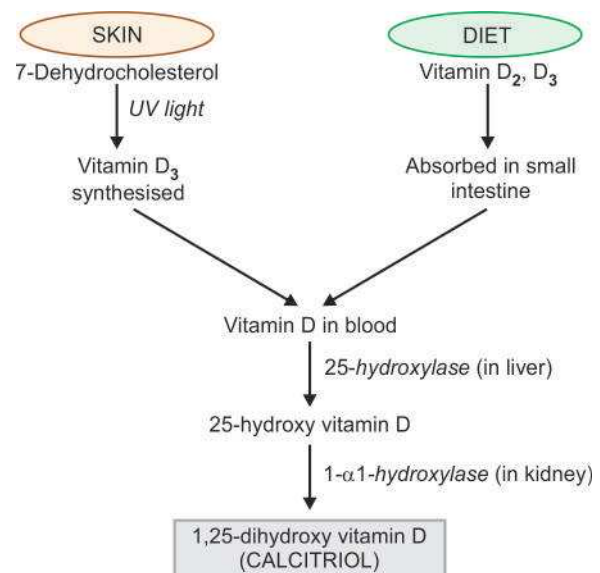 SKIN
7-Dehydrocholesterol
UV light
Vitamin D₃
synthesised
DIET
Vitamin D₂, D₃
Absorbed in small
intestine
Vitamin D in blood
25-hydroxylase (in liver)
25-hydroxy vitamin D
1-α1-hydroxylase (in kidney)
1,25-dihydroxy vitamin D
(CALCITRIOL)